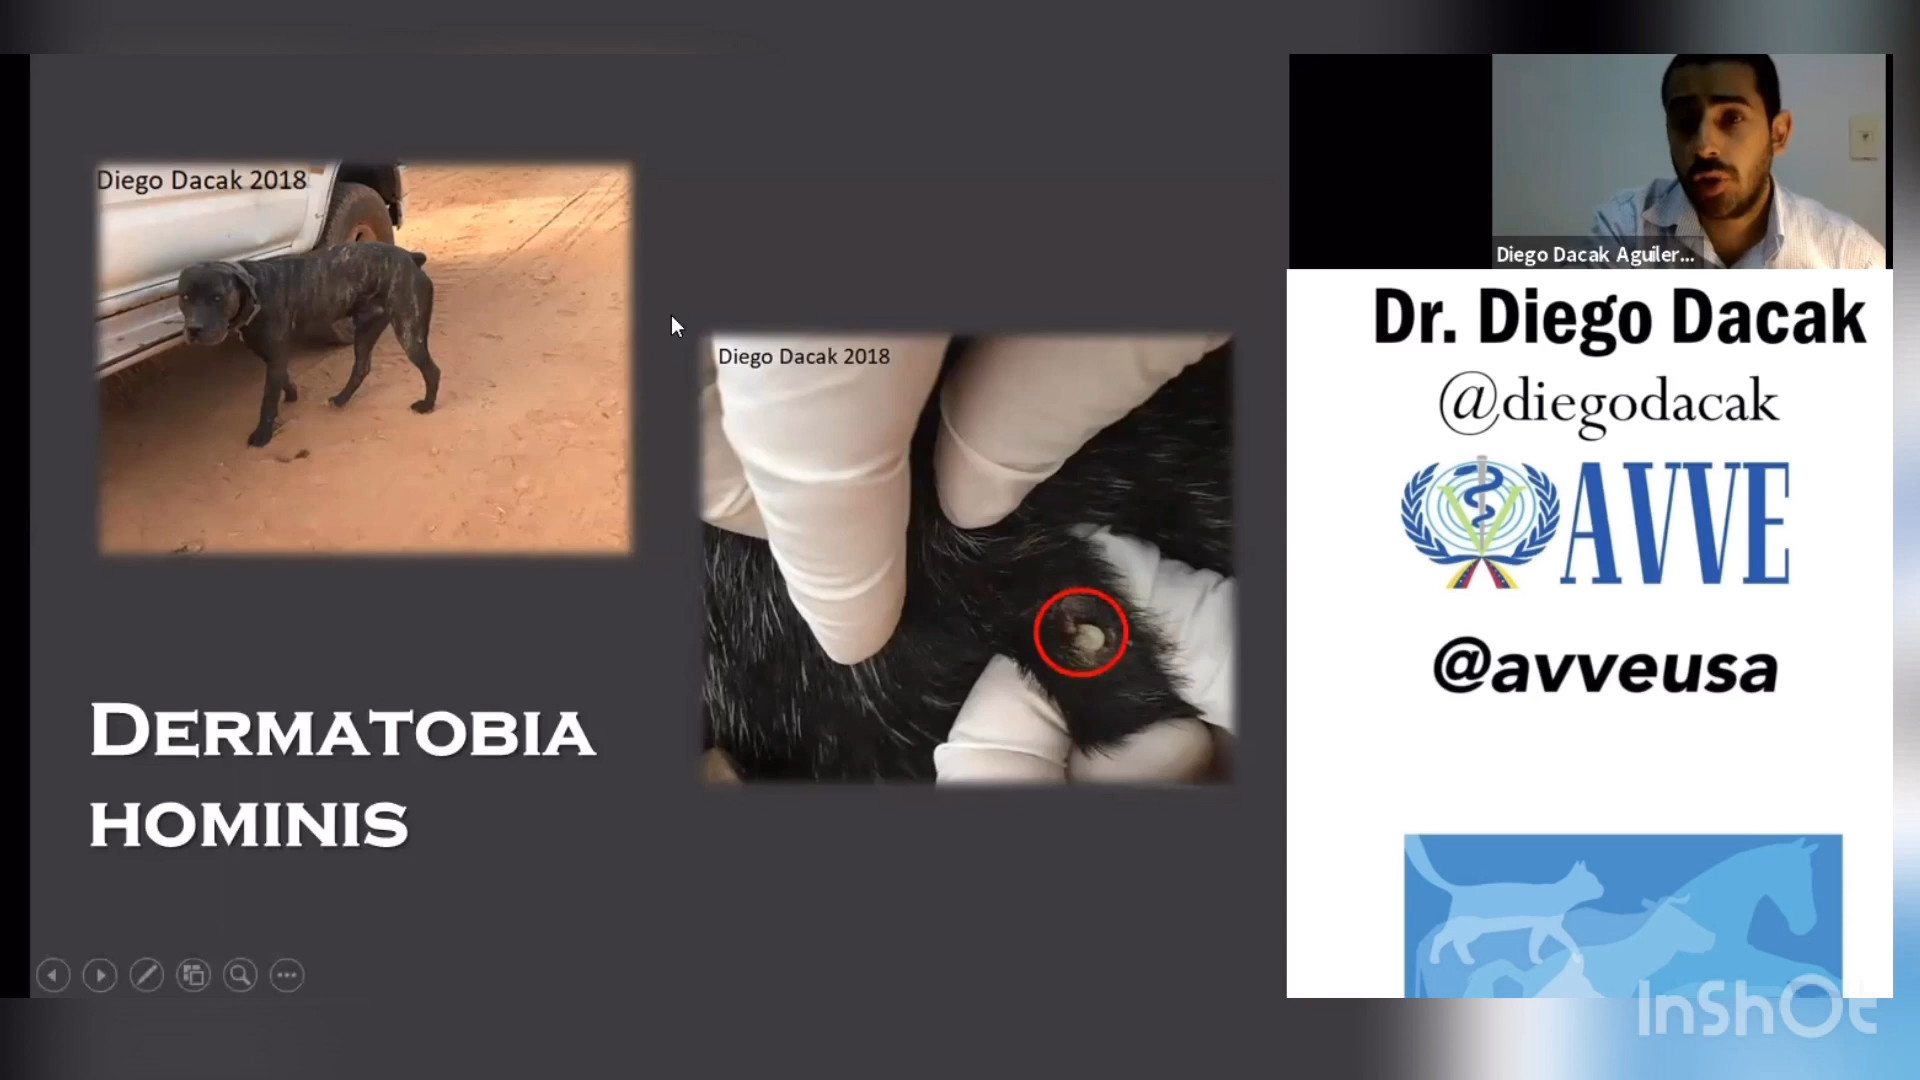 Diego Dacak 2018
Diego Dacak 2018
DERMATOBIA
HOMINIS
Diego Dacak Aguiler...
Dr. Diego Dacak
@diegodacak
AVVE
@avveusa
InShOt